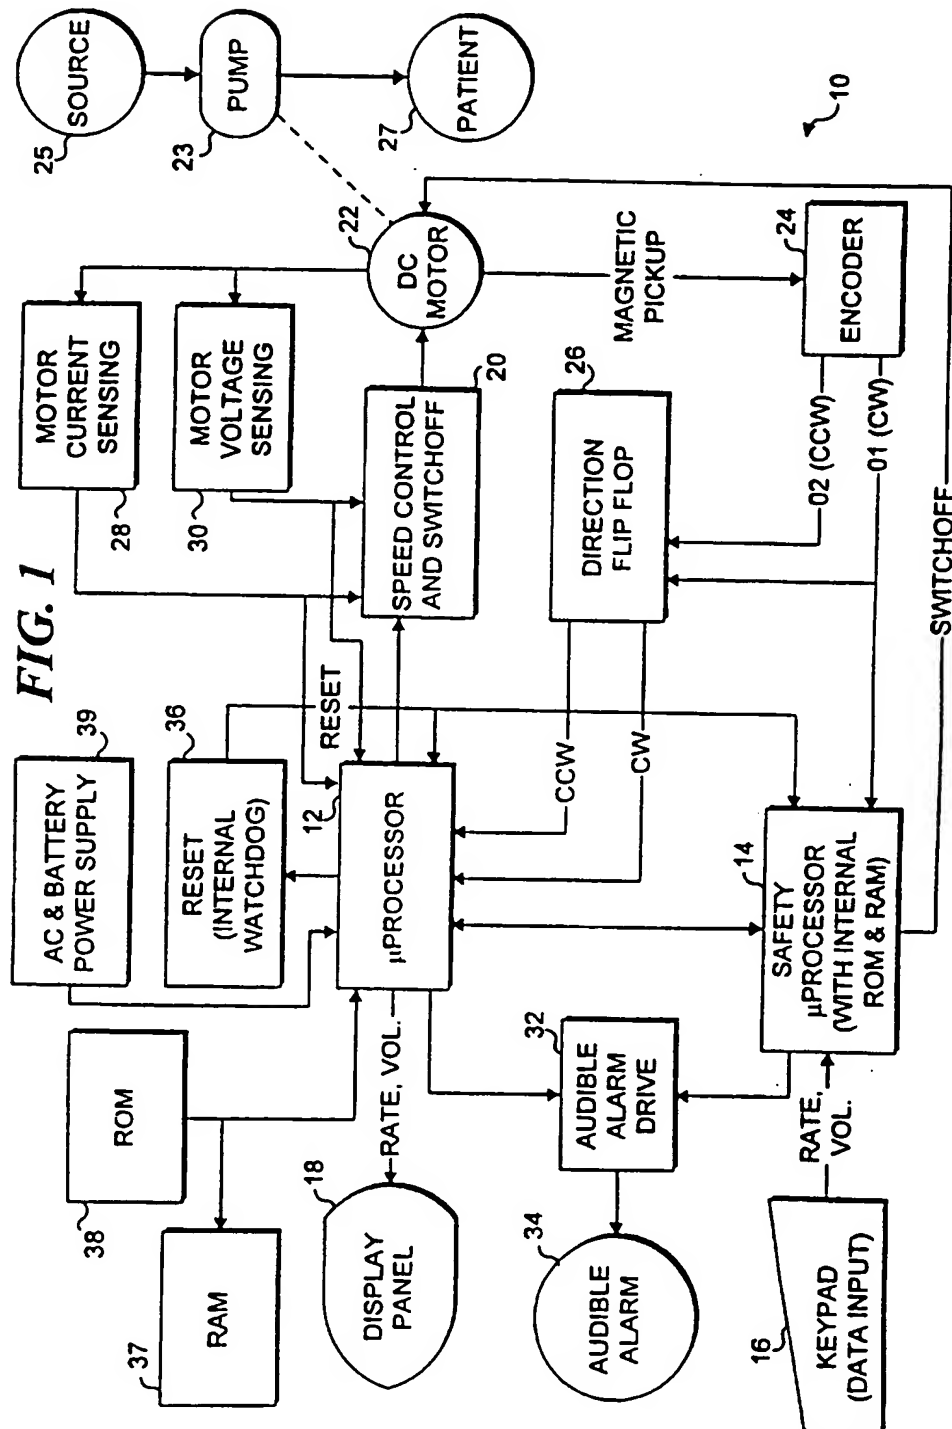 FIG. 1
10
16
KEYPAD
(DATA INPUT)
RATE,
VOL.
14
SAFETY
µPROCESSOR
(WITH INTERNAL
ROM & RAM)
SWITCHOFF
34
AUDIBLE
ALARM
32
AUDIBLE
ALARM
DRIVE
18
DISPLAY
PANEL
RATE, VOL.
12
µPROCESSOR
37
RAM
38
ROM
39
AC & BATTERY
POWER SUPPLY
36
RESET
(INTERNAL
WATCHDOG)
RESET
CCW
CW
26
DIRECTION
FLIP FLOP
02 (CCW)
01 (CW)
24
ENCODER
MAGNETIC
PICKUP
20
SPEED CONTROL
AND SWITCHOFF
28
MOTOR
CURRENT
SENSING
30
MOTOR
VOLTAGE
SENSING
22
DC
MOTOR
25
SOURCE
23
PUMP
27
PATIENT